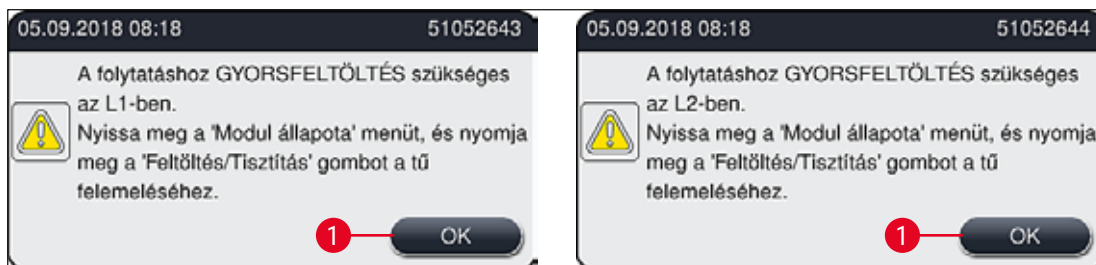 05.09.2018 08:18 51052643
A folytatáshoz GYORSFELTÖLTÉS szükséges
az L1-ben.
Nyissa meg a 'Modul állapota' menüt, és nyomja
meg a 'Feltöltés/Tisztítás' gombot a tű
felemeléséhez.
1 OK
05.09.2018 08:18 51052644
A folytatáshoz GYORSFELTÖLTÉS szükséges
az L2-ben.
Nyissa meg a 'Modul állapota' menüt, és nyomja
meg a 'Feltöltés/Tisztítás' gombot a tű
felemeléséhez.
1 OK